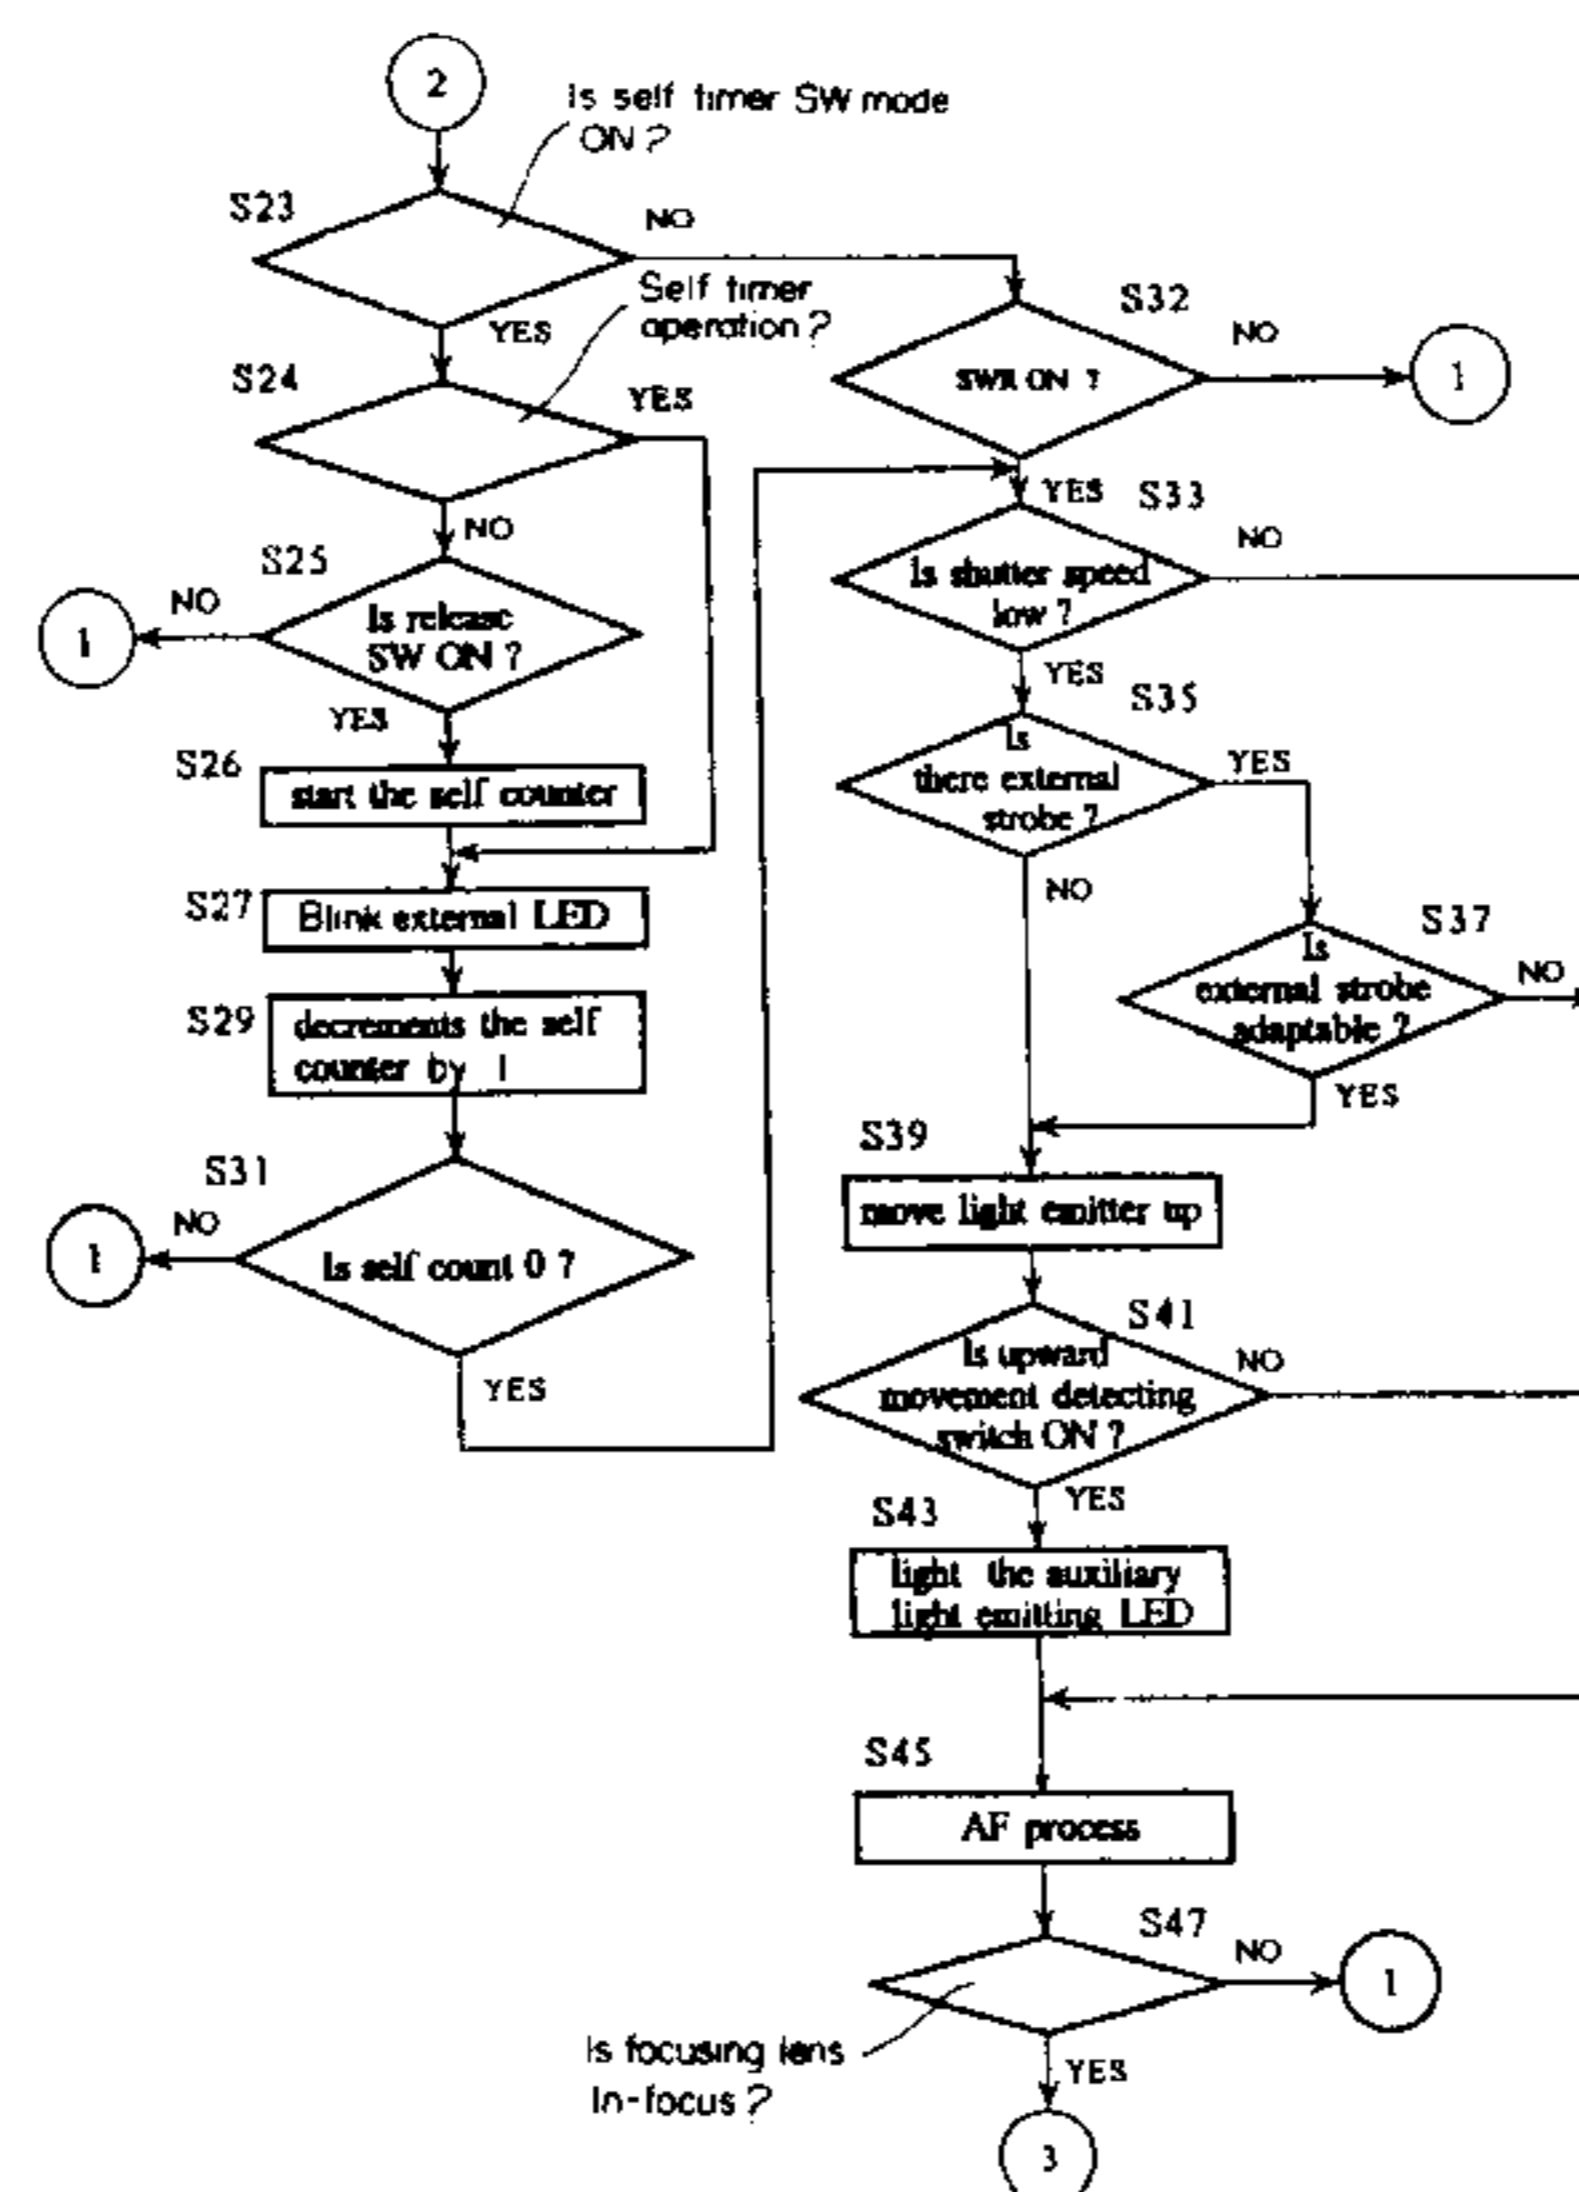 2
Is self timer SW mode
ON?
S23
NO
YES
Self timer
operation?
S24
YES
NO
S25
Is release
SW ON ?
NO
1
YES
S26
start the self counter
S27
Blink external LED
S29
decrements the self
counter by 1
S31
Is self count 0 ?
NO
1
YES
S32
SWR ON ?
NO
1
YES
S33
Is shutter speed
low ?
NO
YES
S35
Is
there external
strobe ?
YES
NO
S37
Is
external strobe
adaptable ?
NO
YES
S39
move light emitter up
S41
Is upward
movement detecting
switch ON ?
NO
YES
S43
light the auxiliary
light emitting LED
S45
AF process
S47
NO
1
Is focusing lens
In-focus?
YES
3